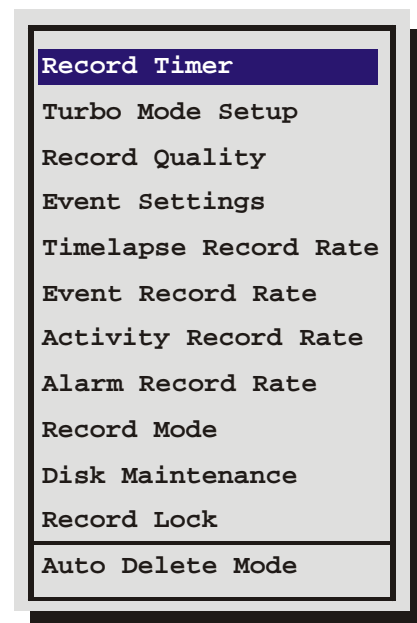 Record Timer
Turbo Mode Setup
Record Quality
Event Settings
Timelapse Record Rate
Event Record Rate
Activity Record Rate
Alarm Record Rate
Record Mode
Disk Maintenance
Record Lock
Auto Delete Mode